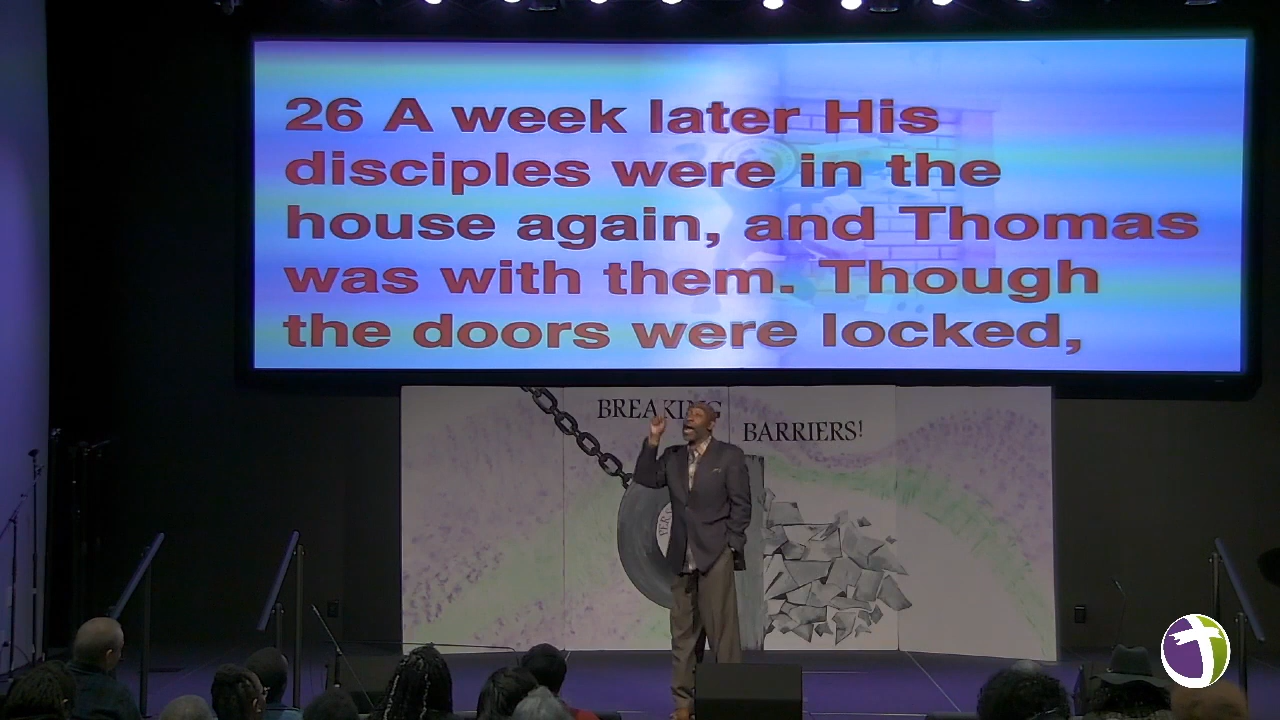 26 A week later His
disciples were in the
house again, and Thomas
was with them. Though
the doors were locked,
BREAKING
BARRIERS!